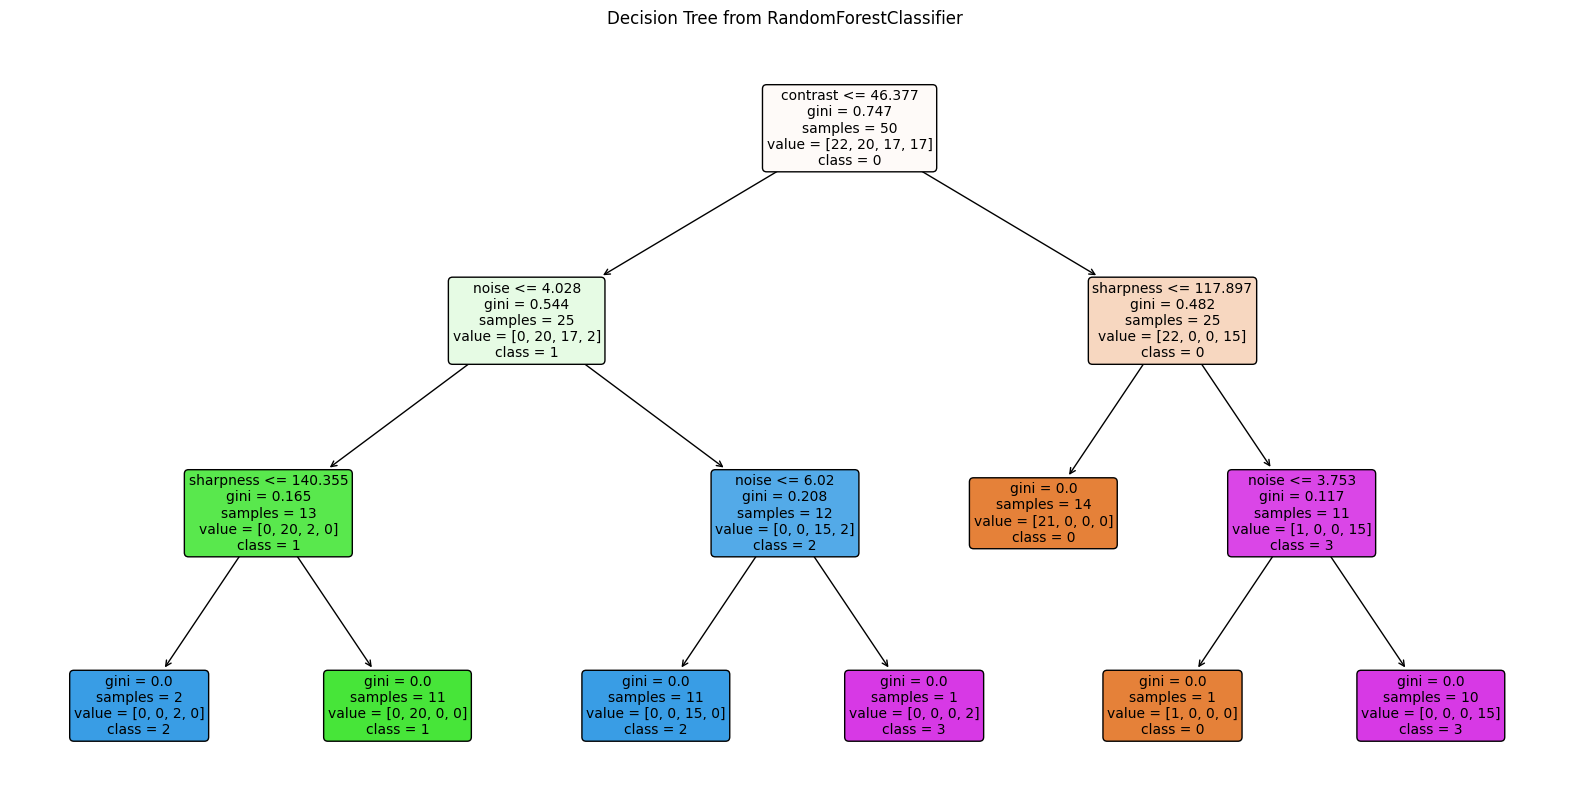 Decision Tree from RandomForestClassifier
contrast <= 46.377
gini = 0.747
samples = 50
value = [22, 20, 17, 17]
class = 0
noise <= 4.028
gini = 0.544
samples = 25
value = [0, 20, 17, 2]
class = 1
sharpness <= 117.897
gini = 0.482
samples = 25
value = [22, 0, 0, 15]
class = 0
sharpness <= 140.355
gini = 0.165
samples = 13
value = [0, 20, 2, 0]
class = 1
noise <= 6.02
gini = 0.208
samples = 12
value = [0, 0, 15, 2]
class = 2
gini = 0.0
samples = 14
value = [21, 0, 0, 0]
class = 0
noise <= 3.753
gini = 0.117
samples = 11
value = [1, 0, 0, 15]
class = 3
gini = 0.0
samples = 2
value = [0, 0, 2, 0]
class = 2
gini = 0.0
samples = 11
value = [0, 20, 0, 0]
class = 1
gini = 0.0
samples = 11
value = [0, 0, 15, 0]
class = 2
gini = 0.0
samples = 1
value = [0, 0, 0, 2]
class = 3
gini = 0.0
samples = 1
value = [1, 0, 0, 0]
class = 0
gini = 0.0
samples = 10
value = [0, 0, 0, 15]
class = 3